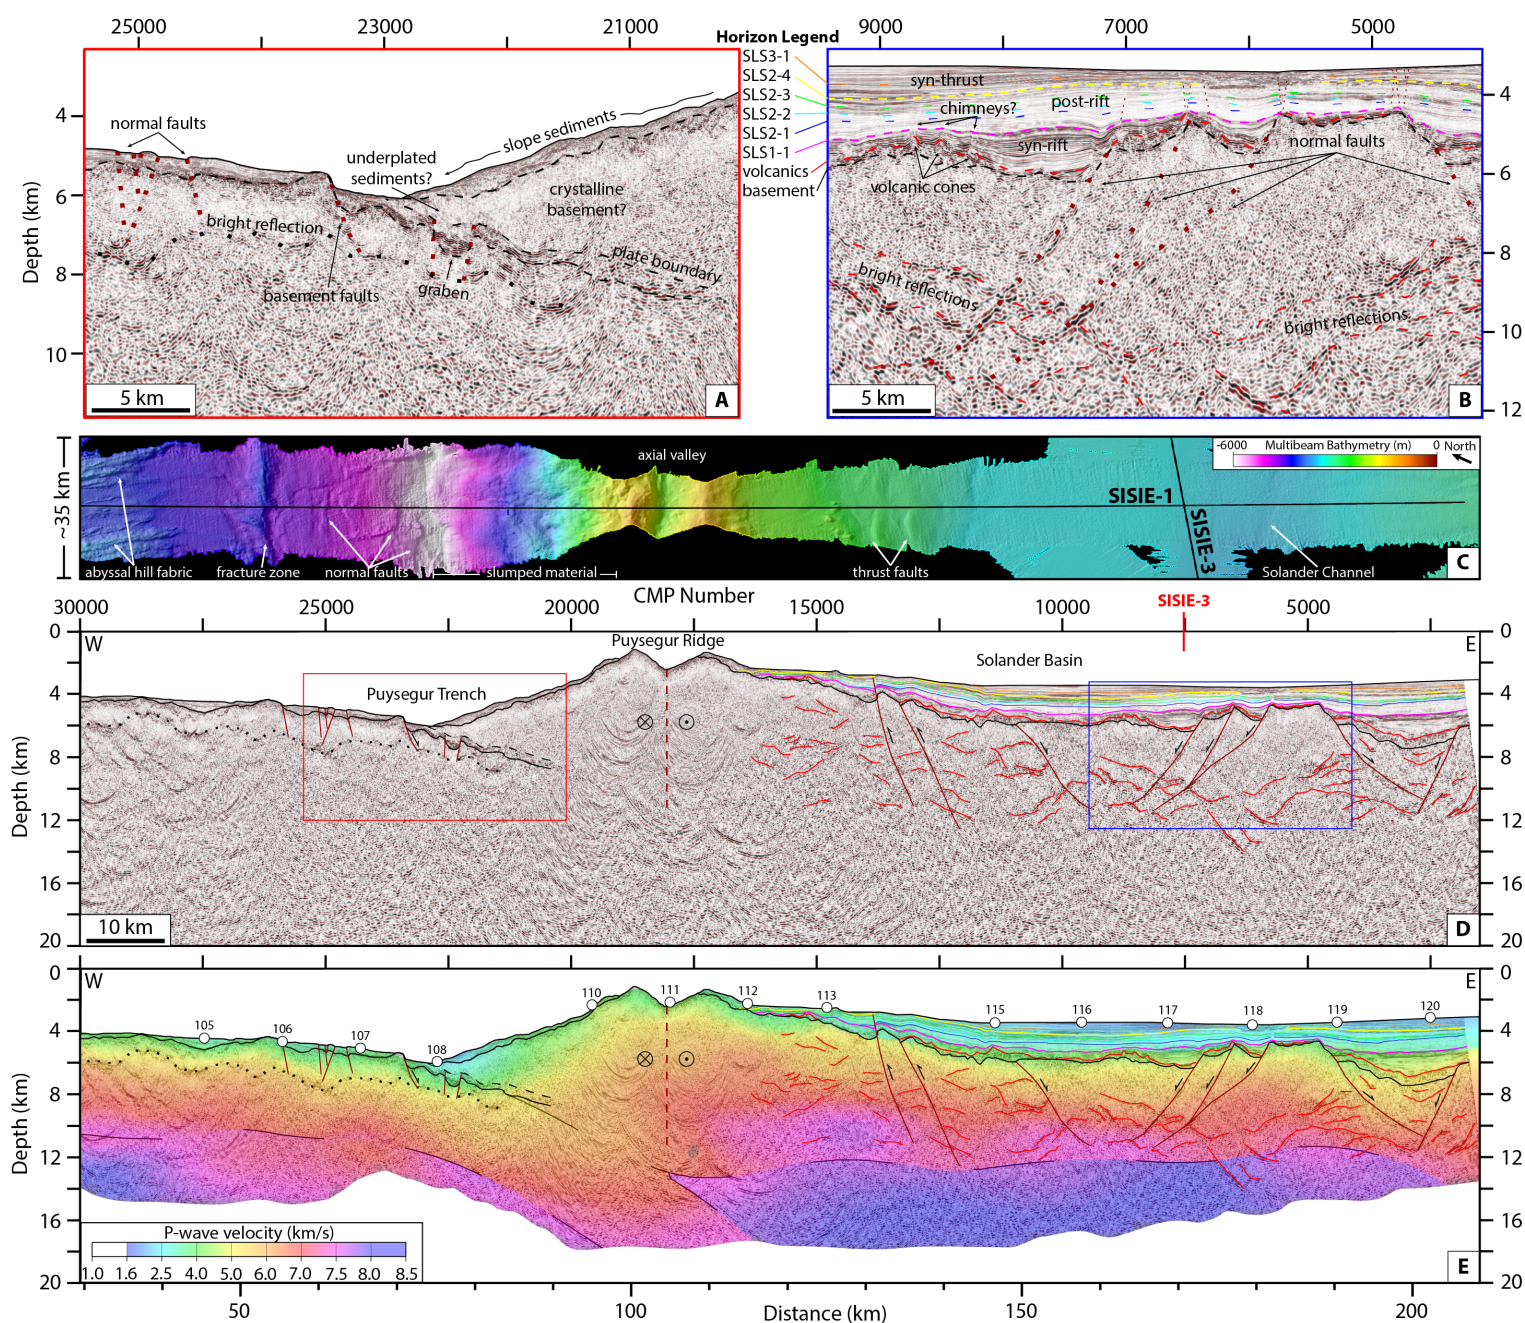 25000 23000 21000
Horizon Legend
9000 7000 5000
SLS3-1
SLS2-4
SLS2-3
SLS2-2
SLS2-1
SLS1-1
volcanics
basement
Depth (km)
4
6
8
10
normal faults
underplated
sediments?
slope sediments
crystalline
basement?
bright reflection
plate boundary
basement faults
graben
5 km
A
syn-thrust
post-rift
chimneys?
syn-rift
normal faults
volcanic cones
bright reflections
bright reflections
5 km
B
4
6
8
10
12
~35 km
axial valley
-6000 Multibeam Bathymetry (m) 0 North
SISIE-1
SISIE-3
abyssal hill fabric
fracture zone
normal faults
slumped material
thrust faults
Solander Channel
C
CMP Number
30000 25000 20000 15000 10000 5000
SISIE-3
W
Puysegur Ridge
Solander Basin
Puysegur Trench
E
Depth (km)
0
4
8
12
16
20
10 km
D
0
4
8
12
16
20
W
E
105 106 107 108 110 111 112 113 115 116 117 118 119 120
Depth (km)
0
4
8
12
16
20
P-wave velocity (km/s)
1.0 1.6 2.5 4.0 5.0 6.0 7.0 7.5 8.0 8.5
E
0
4
8
12
16
20
50 100 150 200
Distance (km)